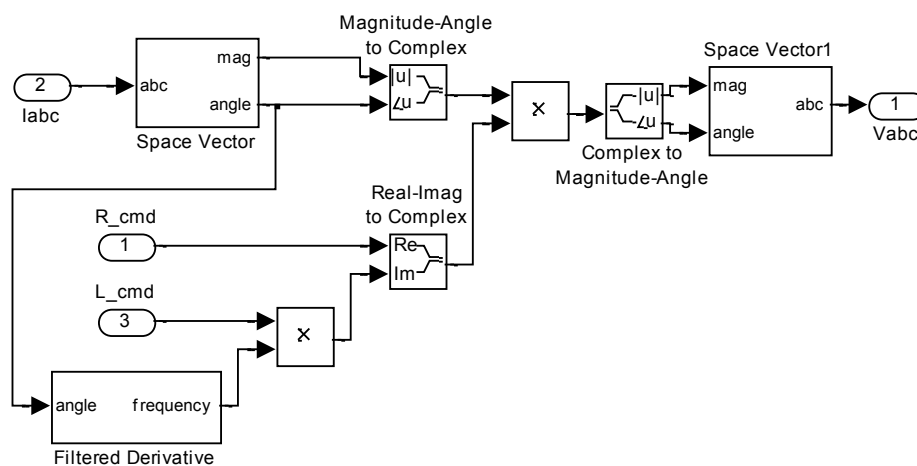 Magnitude-Angle
to Complex
Space Vector1
2
Iabc
abc
mag
angle
Space Vector
|u|
∠u
×
|u|
∠u
Complex to
Magnitude-Angle
mag
angle
abc
1
Vabc
R_cmd
1
Real-Imag
to Complex
Re
Im
L_cmd
3
×
angle
frequency
Filtered Derivative